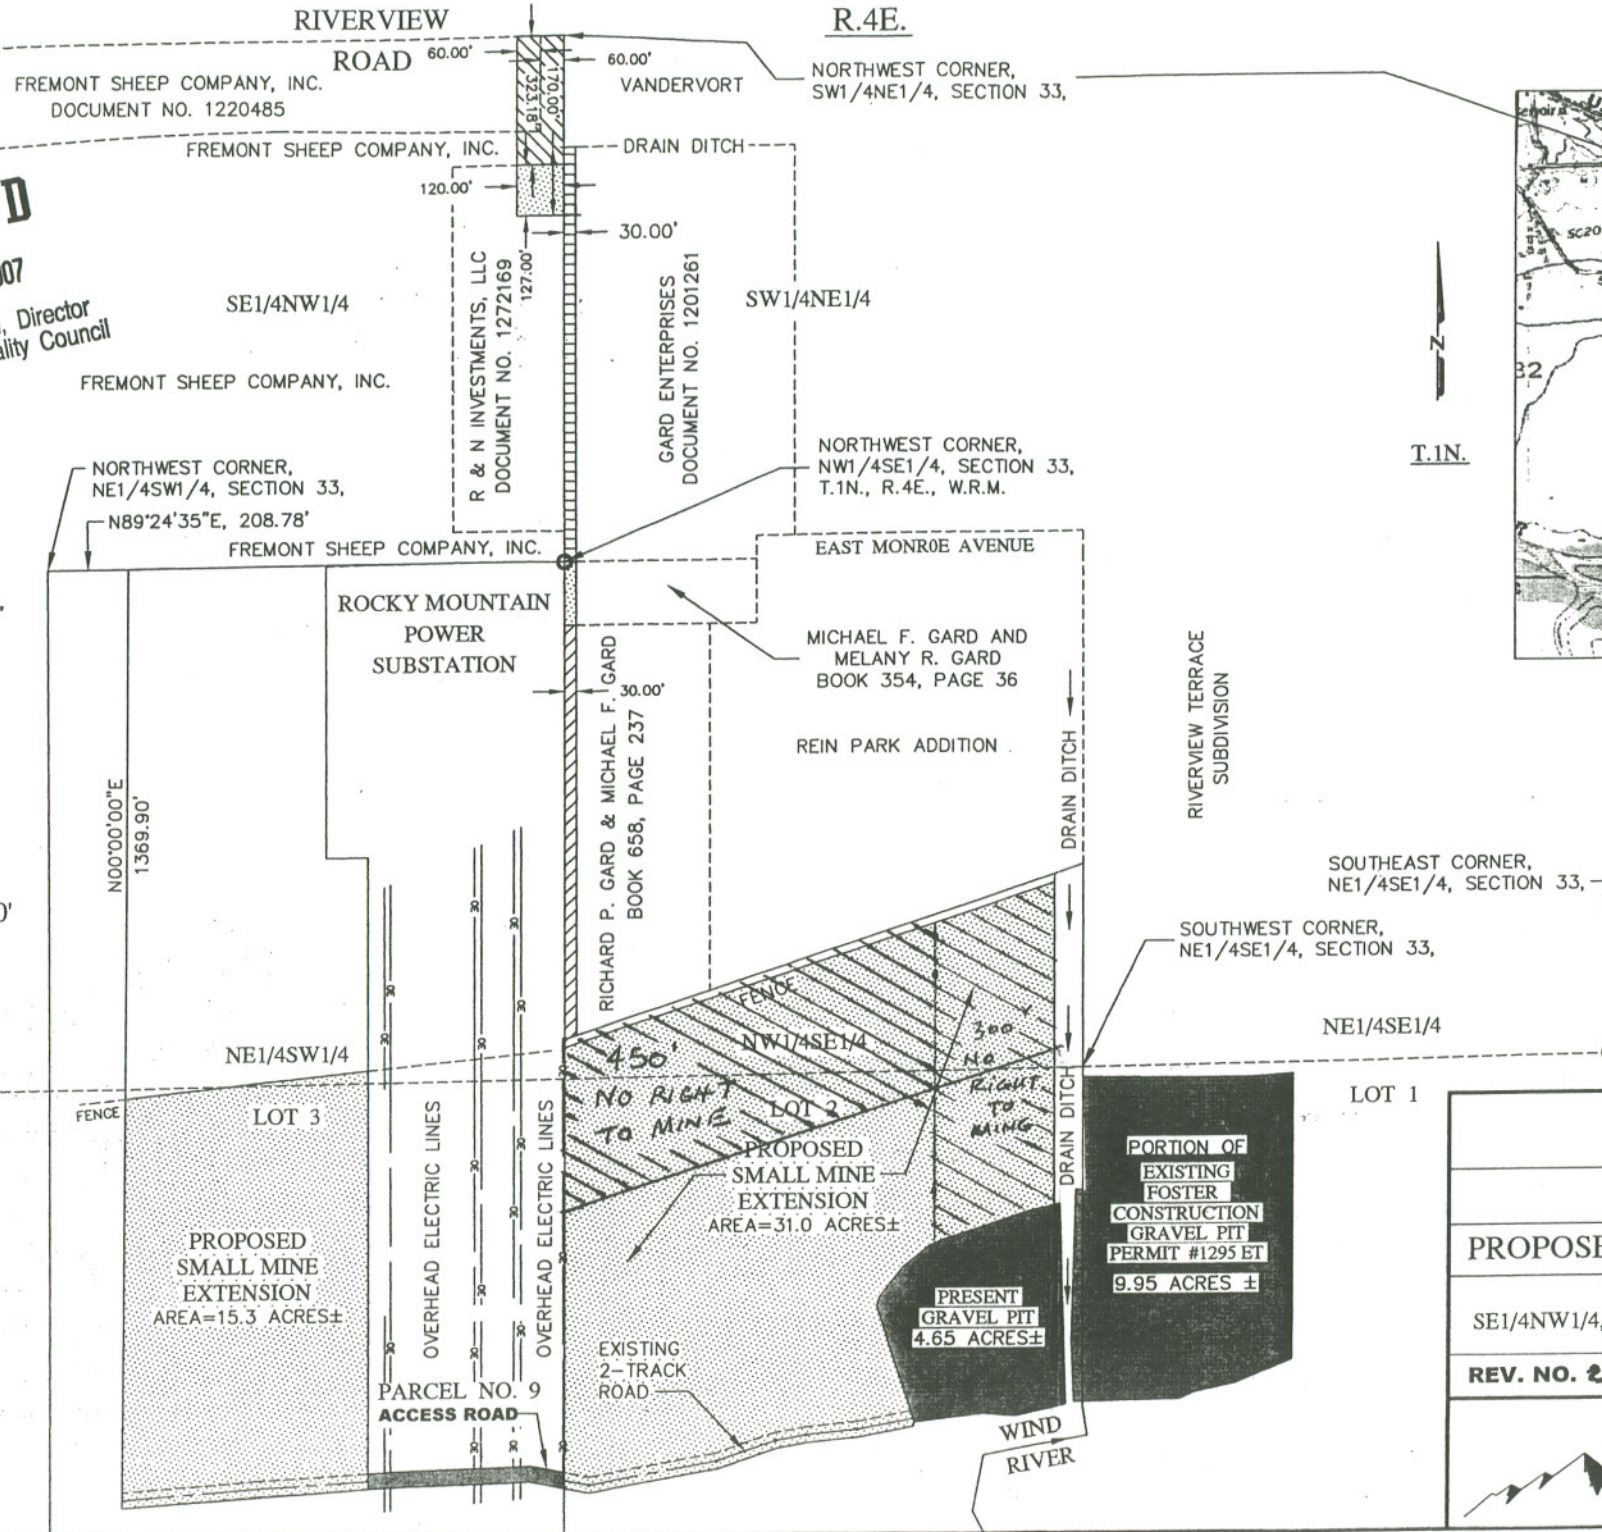 RIVERVIEW
ROAD
R.4E.
60.00'
60.00'
170.00'
323.18'
FREMONT SHEEP COMPANY, INC.
DOCUMENT NO. 1220485
VANDERVORT
NORTHWEST CORNER,
SW1/4NE1/4, SECTION 33,
FREMONT SHEEP COMPANY, INC.
DRAIN DITCH
D
120.00'
30.00'
127.00'
07
, Director
ality Council
SE1/4NW1/4
R & N INVESTMENTS, LLC
DOCUMENT NO. 1272169
GARD ENTERPRISES
DOCUMENT NO. 1201261
SW1/4NE1/4
SC20
N
32
T.1N.
FREMONT SHEEP COMPANY, INC.
NORTHWEST CORNER,
NE1/4SW1/4, SECTION 33,
N89°24'35"E, 208.78'
NORTHWEST CORNER,
NW1/4SE1/4, SECTION 33,
T.1N., R.4E., W.R.M.
FREMONT SHEEP COMPANY, INC.
EAST MONROE AVENUE
ROCKY MOUNTAIN
POWER
SUBSTATION
MICHAEL F. GARD AND
MELANY R. GARD
BOOK 354, PAGE 36
30.00'
RICHARD P. GARD & MICHAEL F. GARD
BOOK 658, PAGE 237
REIN PARK ADDITION
DRAIN DITCH
RIVERVIEW TERRACE
SUBDIVISION
N00°00'00"E
1369.90'
0'
SOUTHEAST CORNER,
NE1/4SE1/4, SECTION 33,
SOUTHWEST CORNER,
NE1/4SE1/4, SECTION 33,
FENCE
NE1/4SW1/4
NW1/4SE1/4
NE1/4SE1/4
450'
NO RIGHT
TO MINE
300'
NO
RIGHT
TO
MING
FENCE
LOT 3
LOT 2
LOT 1
OVERHEAD ELECTRIC LINES
OVERHEAD ELECTRIC LINES
DRAIN DITCH
PROPOSED
SMALL MINE
EXTENSION
AREA=31.0 ACRES±
PROPOSED
SMALL MINE
EXTENSION
AREA=15.3 ACRES±
PORTION OF
EXISTING
FOSTER
CONSTRUCTION
GRAVEL PIT
PERMIT #1295 ET
9.95 ACRES ±
PRESENT
GRAVEL PIT
4.65 ACRES±
EXISTING
2-TRACK
ROAD
PARCEL NO. 9
ACCESS ROAD
WIND
RIVER
PROPOSE
SE1/4NW1/4,
REV. NO. 2